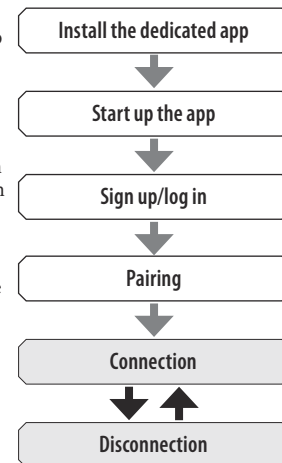 Install the dedicated app
Start up the app
Sign up/log in
Pairing
Connection
Disconnection